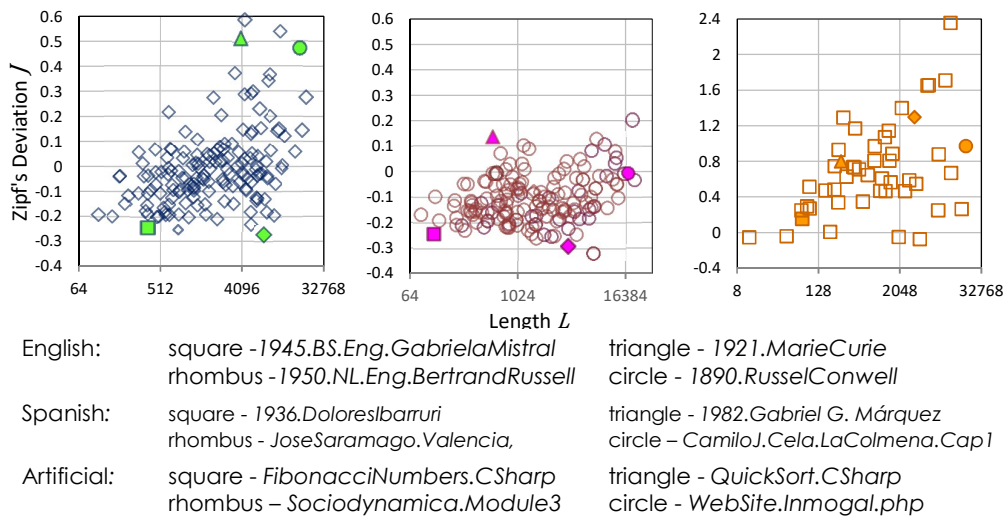 Zipf's Deviation J
0.6
0.5
0.4
0.3
0.2
0.1
0
-0.1
-0.2
-0.3
-0.4
64 512 4096 32768
0.6
0.5
0.4
0.3
0.2
0.1
0
-0.1
-0.2
-0.3
0.4
64 1024 16384
2.4
2
1.6
1.2
0.8
0.4
0
-0.4
8 128 2048 32768
Length L
English: square -1945.BS.Eng.GabrielaMistral triangle - 1921.MarieCurie
rhombus -1950.NL.Eng.BertrandRussell circle - 1890.RusselConwell
Spanish: square - 1936.DoloresIbarruri triangle - 1982.Gabriel G. Márquez
rhombus - JoseSaramago.Valencia, circle – CamiloJ.Cela.LaColmena.Cap1
Artificial: square - FibonacciNumbers.CSharp triangle - QuickSort.CSharp
rhombus – Sociodynamica.Module3 circle - WebSite.Inmogal.php